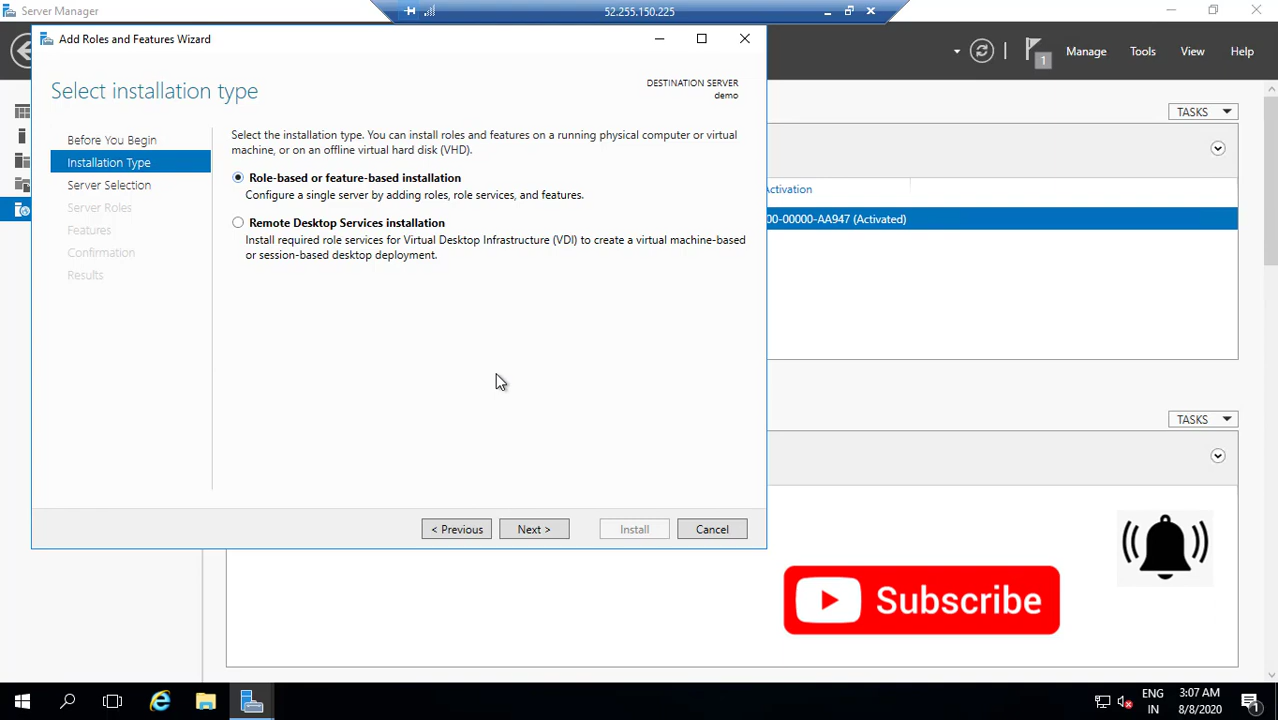 Server Manager
52.255.150.225
Add Roles and Features Wizard
1
Manage
Tools
View
Help
Select installation type
DESTINATION SERVER
demo
TASKS
Before You Begin
Installation Type
Server Selection
Server Roles
Features
Confirmation
Results
Select the installation type. You can install roles and features on a running physical computer or virtual
machine, or on an offline virtual hard disk (VHD).
Role-based or feature-based installation
Configure a single server by adding roles, role services, and features.
Remote Desktop Services installation
Install required role services for Virtual Desktop Infrastructure (VDI) to create a virtual machine-based
or session-based desktop deployment.
ctivation
00-00000-AA947 (Activated)
TASKS
< Previous
Next >
Install
Cancel
Subscribe
ENG
IN
3:07 AM
8/8/2020
1